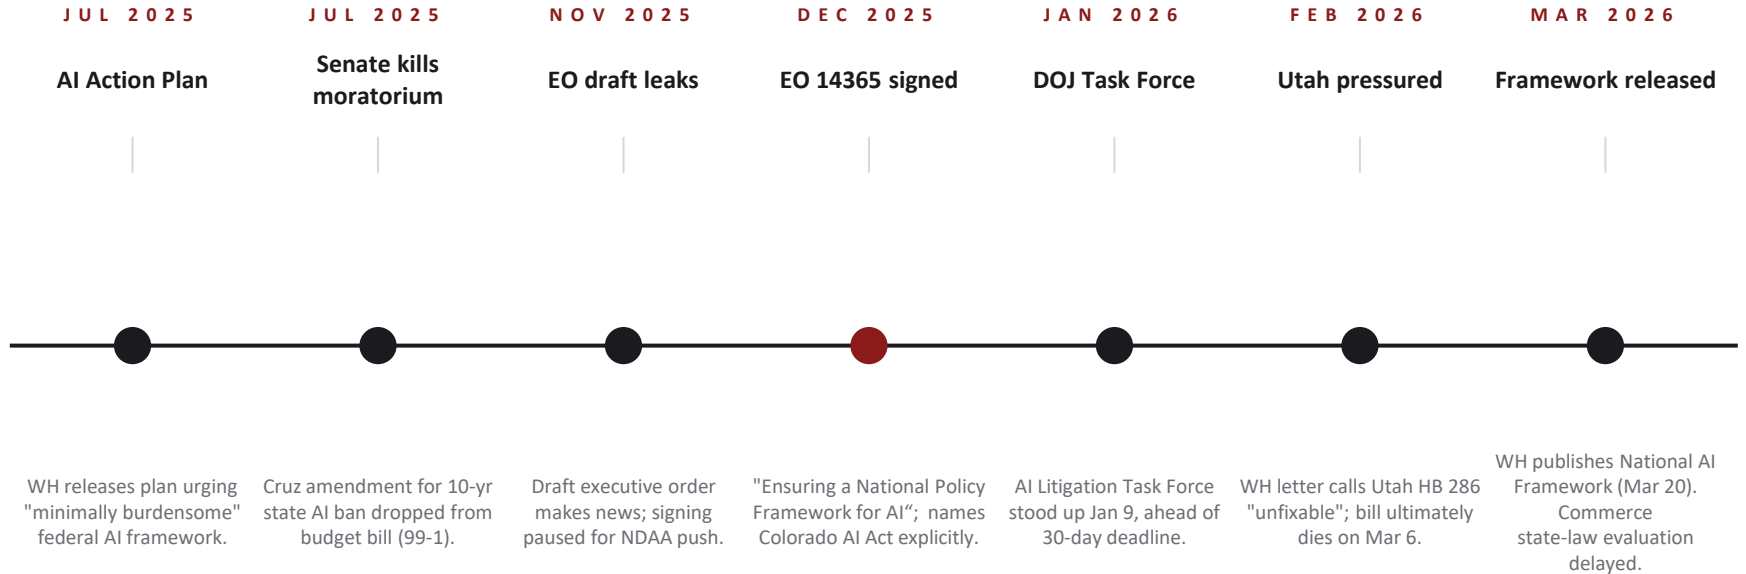 JUL 2025
AI Action Plan
WH releases plan urging
"minimally burdensome"
federal AI framework.
JUL 2025
Senate kills
moratorium
Cruz amendment for 10-yr
state AI ban dropped from
budget bill (99-1).
NOV 2025
EO draft leaks
Draft executive order
makes news; signing
paused for NDAA push.
DEC 2025
EO 14365 signed
"Ensuring a National Policy
Framework for AI“; names
Colorado AI Act explicitly.
JAN 2026
DOJ Task Force
AI Litigation Task Force
stood up Jan 9, ahead of
30-day deadline.
FEB 2026
Utah pressured
WH letter calls Utah HB 286
"unfixable"; bill ultimately
dies on Mar 6.
MAR 2026
Framework released
WH publishes National AI
Framework (Mar 20).
Commerce
state-law evaluation
delayed.